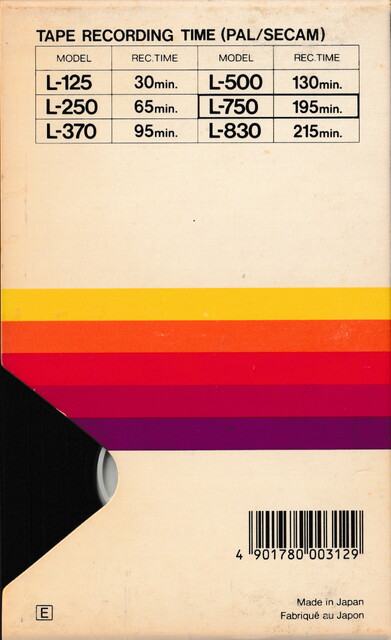 TAPE RECORDING TIME (PAL/SECAM)
MODEL REC.TIME MODEL REC.TIME
L-125 30min. L-500 130min.
L-250 65min. L-750 195min.
L-370 95min. L-830 215min.
4 901780 003129
Made in Japan
Fabriqué au Japon
E